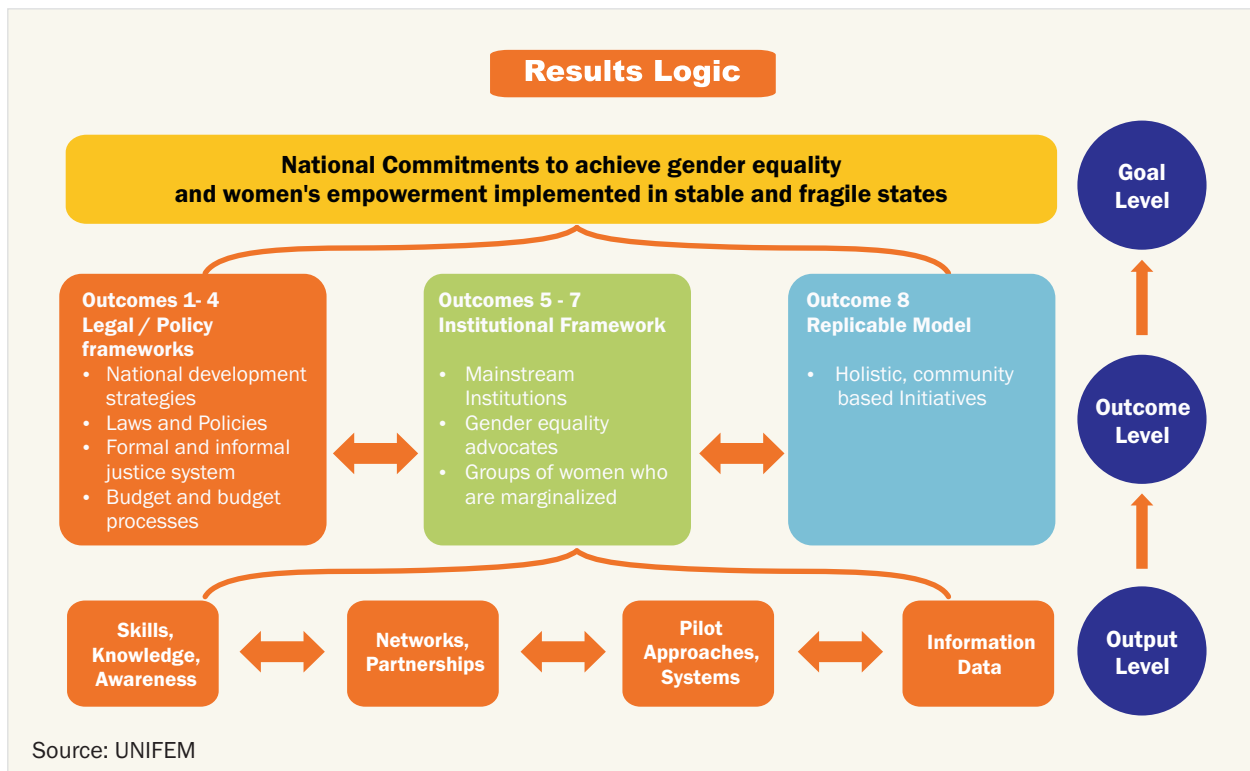 Results Logic
National Commitments to achieve gender equality
and women's empowerment implemented in stable and fragile states
Goal
Level
Outcomes 1- 4
Legal / Policy
frameworks
• National development
strategies
• Laws and Policies
• Formal and informal
justice system
• Budget and budget
processes
Outcomes 5 - 7
Institutional Framework
• Mainstream
Institutions
• Gender equality
advocates
• Groups of women who
are marginalized
Outcome 8
Replicable Model
• Holistic, community
based Initiatives
Outcome
Level
Skills,
Knowledge,
Awareness
Networks,
Partnerships
Pilot
Approaches,
Systems
Information
Data
Output
Level
Source: UNIFEM